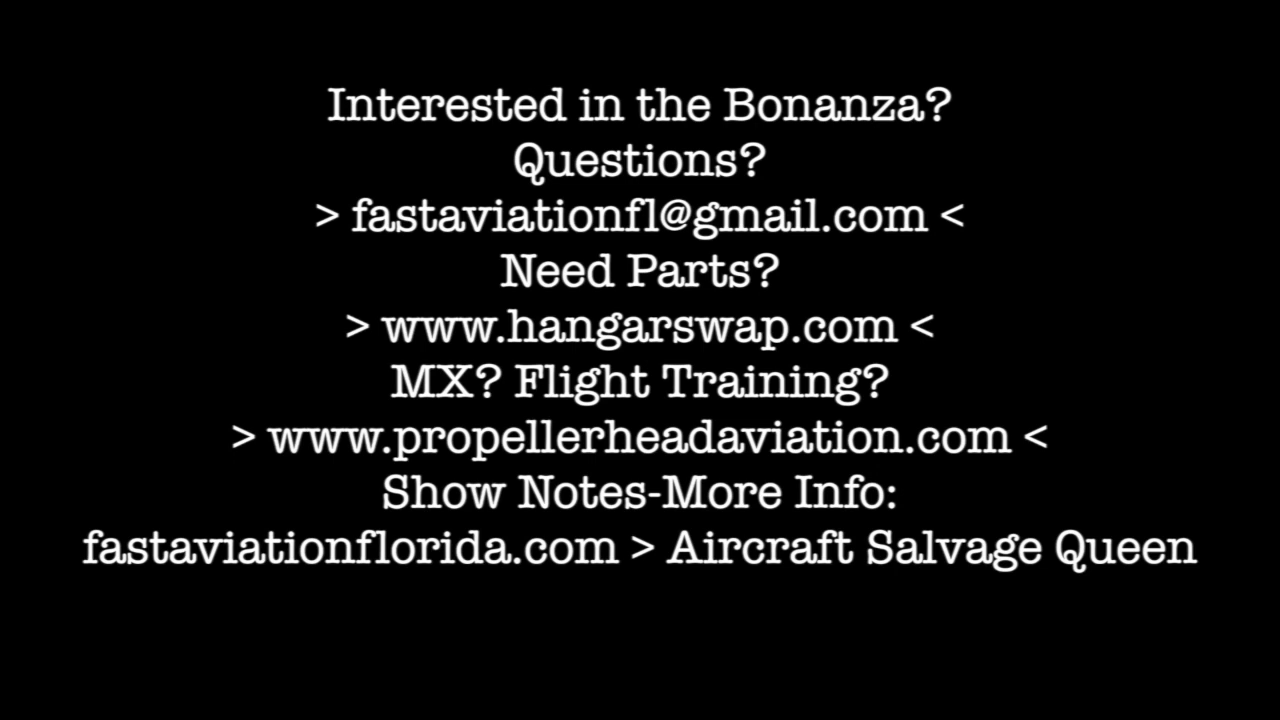 Interested in the Bonanza?
Questions?
> fastaviationfl@gmail.com <
Need Parts?
> www.hangarswap.com <
MX? Flight Training?
> www.propellerheadaviation.com <
Show Notes-More Info:
fastaviationflorida.com > Aircraft Salvage Queen